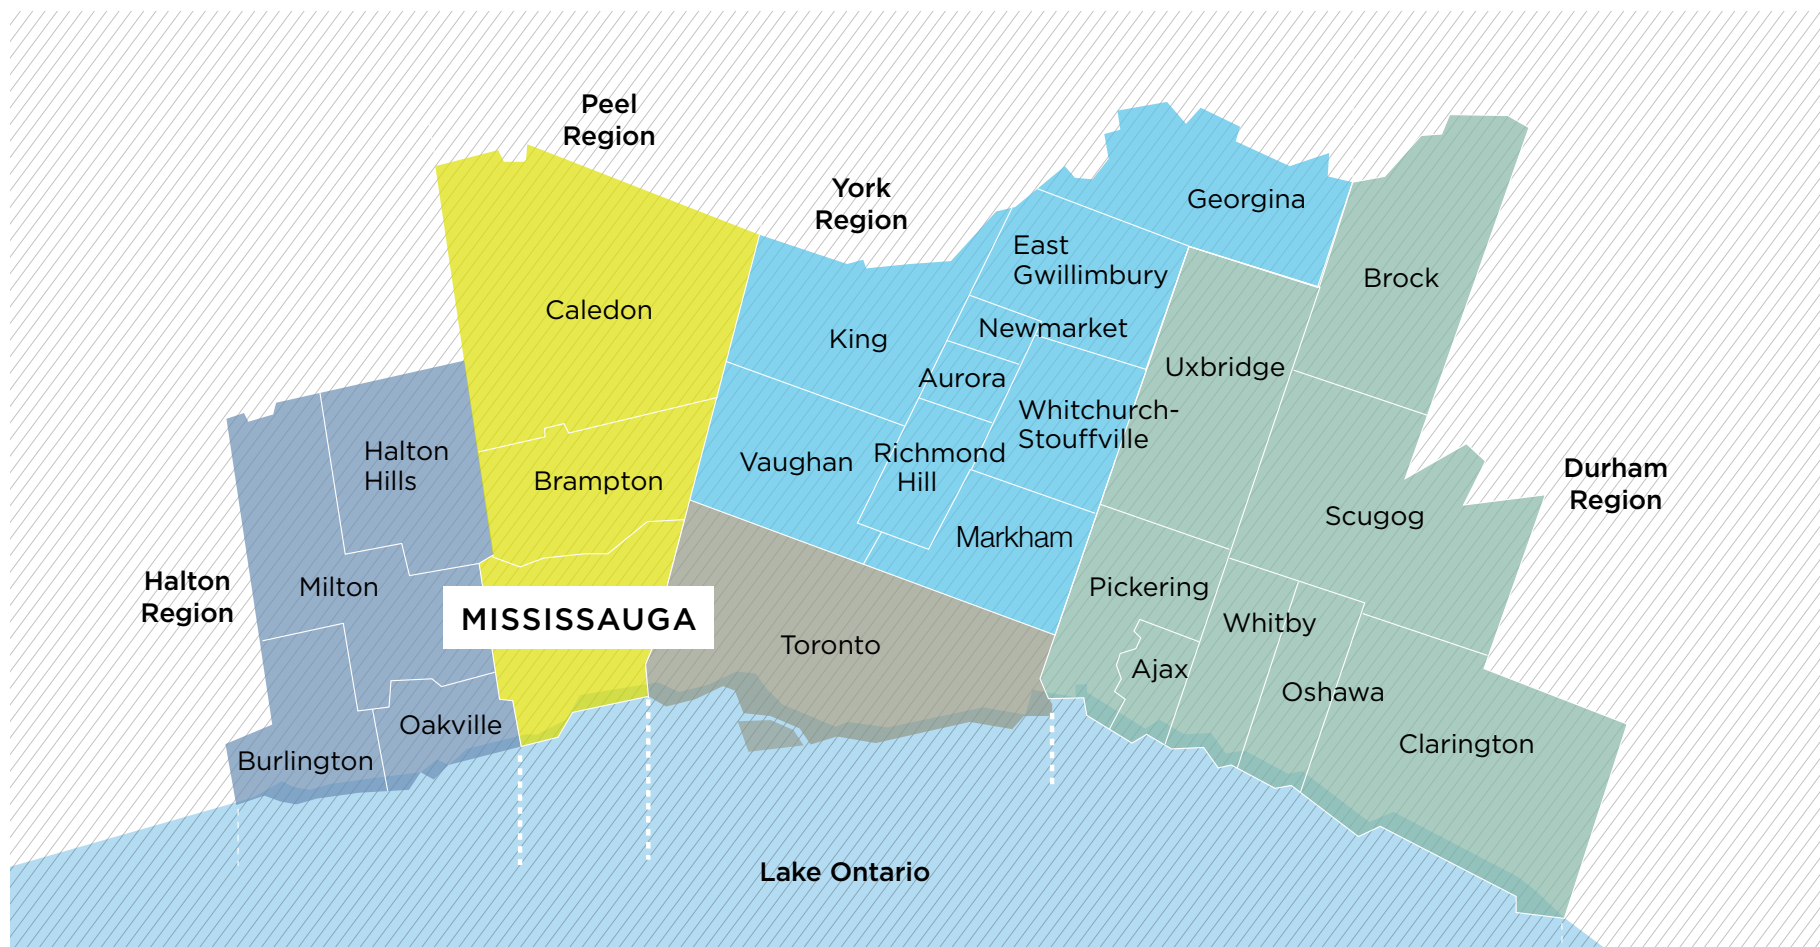 Peel
Region
York
Region
Georgina
East
Gwillimbury
Brock
Caledon
King
Newmarket
Uxbridge
Aurora
Whitchurch-
Stouffville
Halton
Hills
Vaughan
Richmond
Hill
Brampton
Durham
Region
Scugog
Markham
Halton
Region
Milton
Pickering
MISSISSAUGA
Whitby
Toronto
Ajax
Oshawa
Oakville
Clarington
Burlington
Lake Ontario